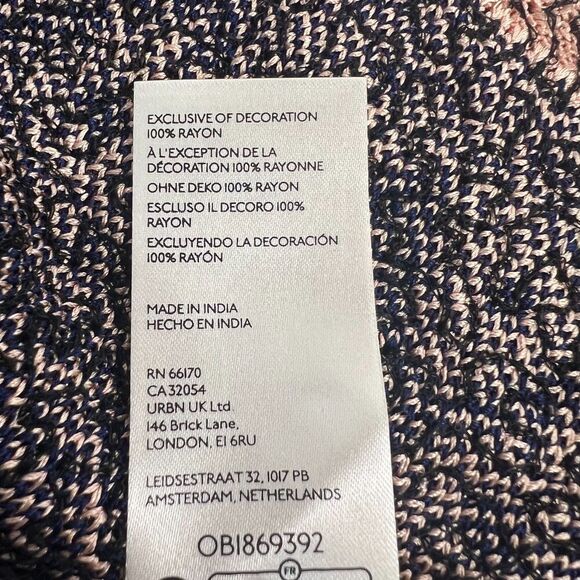 EXCLUSIVE OF DECORATION
100% RAYON
À L'EXCEPTION DE LA
DÉCORATION 100% RAYONNE
OHNE DEKO 100% RAYON
ESCLUSO IL DECORO 100%
RAYON
EXCLUYENDO LA DECORACIÓN
100% RAYÓN
MADE IN INDIA
HECHO EN INDIA
RN 66170
CA 32054
URBN UK Ltd.
146 Brick Lane,
LONDON, E1 6RU
LEIDSESTRAAT 32, 1017 PB
AMSTERDAM, NETHERLANDS
OB1869392
FR